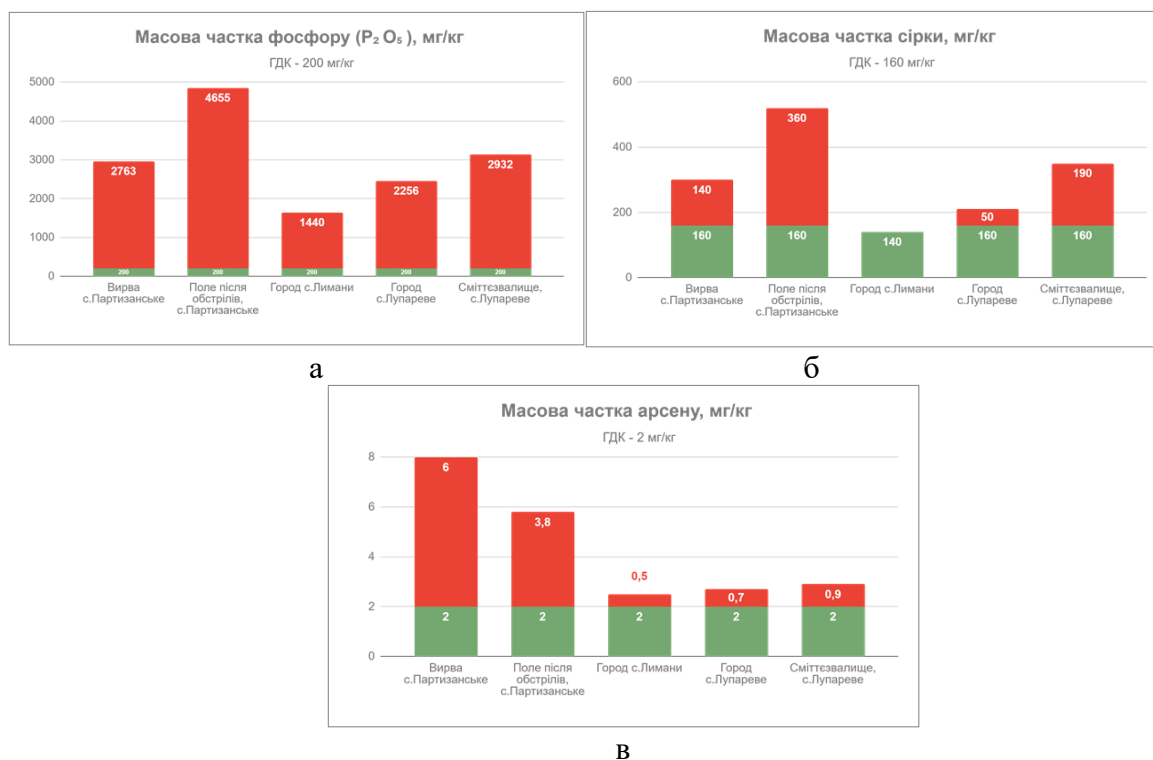 Масова частка фосфору (P₂ O₅ ), мг/кг
ГДК - 200 мг/кг
5000
4000
3000
2000
1000
0
2763
4655
1440
2256
2932
200
200
200
200
200
Вирва
с.Партизанське
Поле після
обстрілів,
с.Партизанське
Город с.Лимани
Город
с.Лупареве
Сміттєзвалище,
с.Лупареве
а
Масова частка сірки, мг/кг
ГДК - 160 мг/кг
600
400
200
0
140
360
50
190
160
160
140
160
160
Вирва
с.Партизанське
Поле після
обстрілів,
с.Партизанське
Город с.Лимани
Город
с.Лупареве
Сміттєзвалище,
с.Лупареве
б
Масова частка арсену, мг/кг
ГДК - 2 мг/кг
8
6
4
2
0
6
3,8
0,5
0,7
0,9
2
2
2
2
2
Вирва
с.Партизанське
Поле після
обстрілів,
с.Партизанське
Город с.Лимани
Город
с.Лупареве
Сміттєзвалище,
с.Лупареве
в